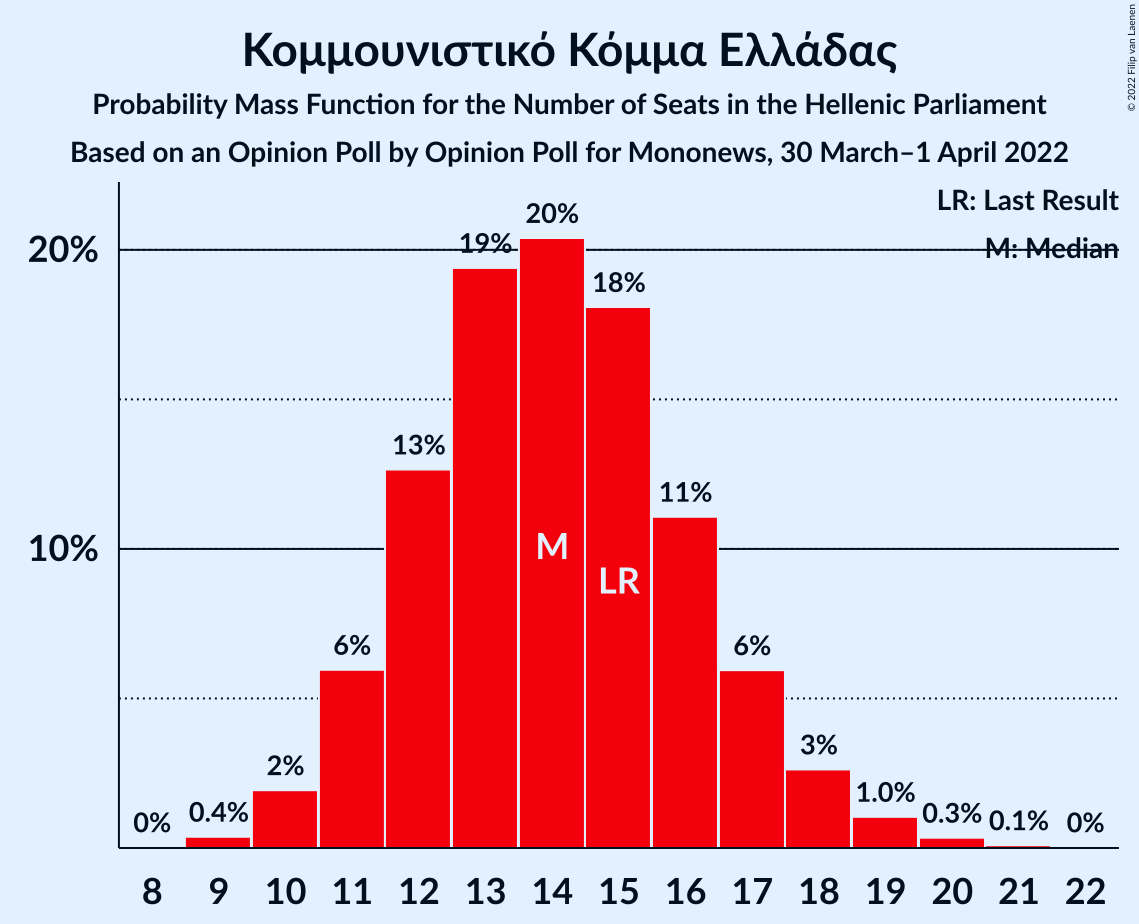 Κομμουνιστικό Κόμμα Ελλάδας
Probability Mass Function for the Number of Seats in the Hellenic Parliament
Based on an Opinion Poll by Opinion Poll for Mononews, 30 March–1 April 2022
© 2022 Filip van Laenen
LR: Last Result
M: Median
20%
10%
0%
0.4%
2%
6%
13%
19%
20%
18%
11%
6%
3%
1.0%
0.3%
0.1%
0%
M
LR
8 9 10 11 12 13 14 15 16 17 18 19 20 21 22